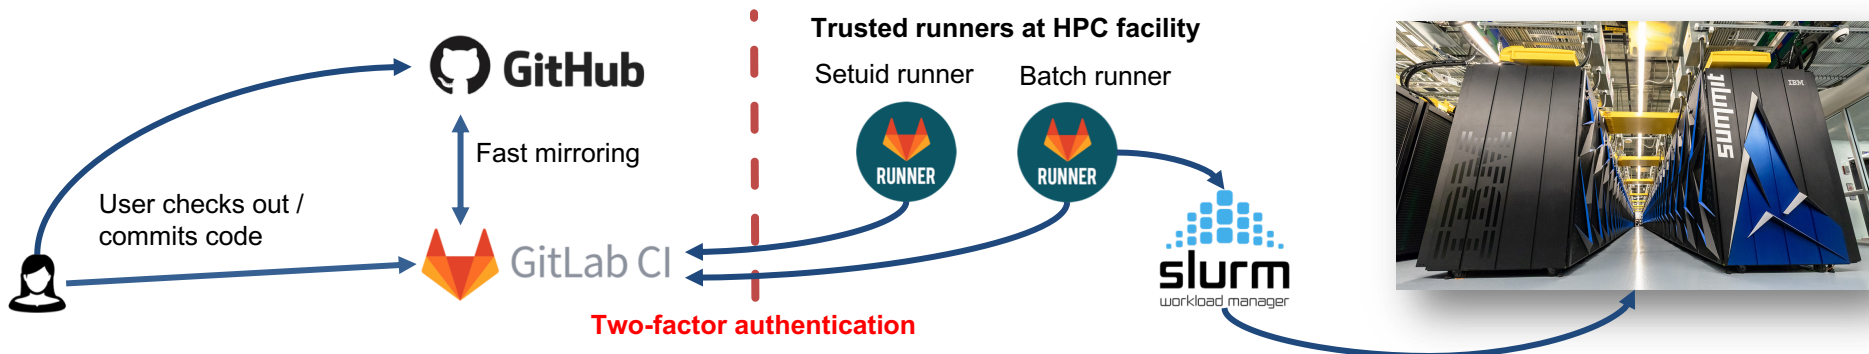 Trusted runners at HPC facility
Setuid runner
Batch runner
GitHub
Fast mirroring
RUNNER
RUNNER
User checks out /
commits code
GitLab CI
slurm
workload manager
Two-factor authentication
summit
IBM
IBM